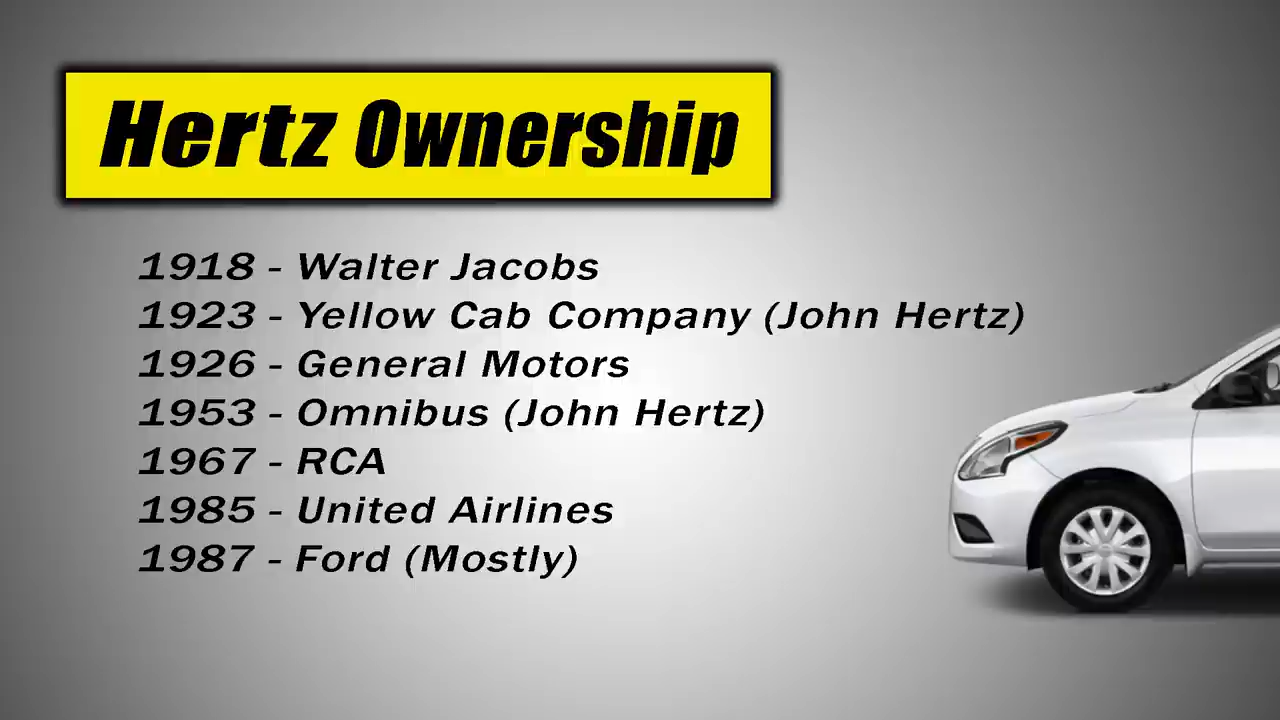 Hertz Ownership
1918 - Walter Jacobs
1923 - Yellow Cab Company (John Hertz)
1926 - General Motors
1953 - Omnibus (John Hertz)
1967 - RCA
1985 - United Airlines
1987 - Ford (Mostly)